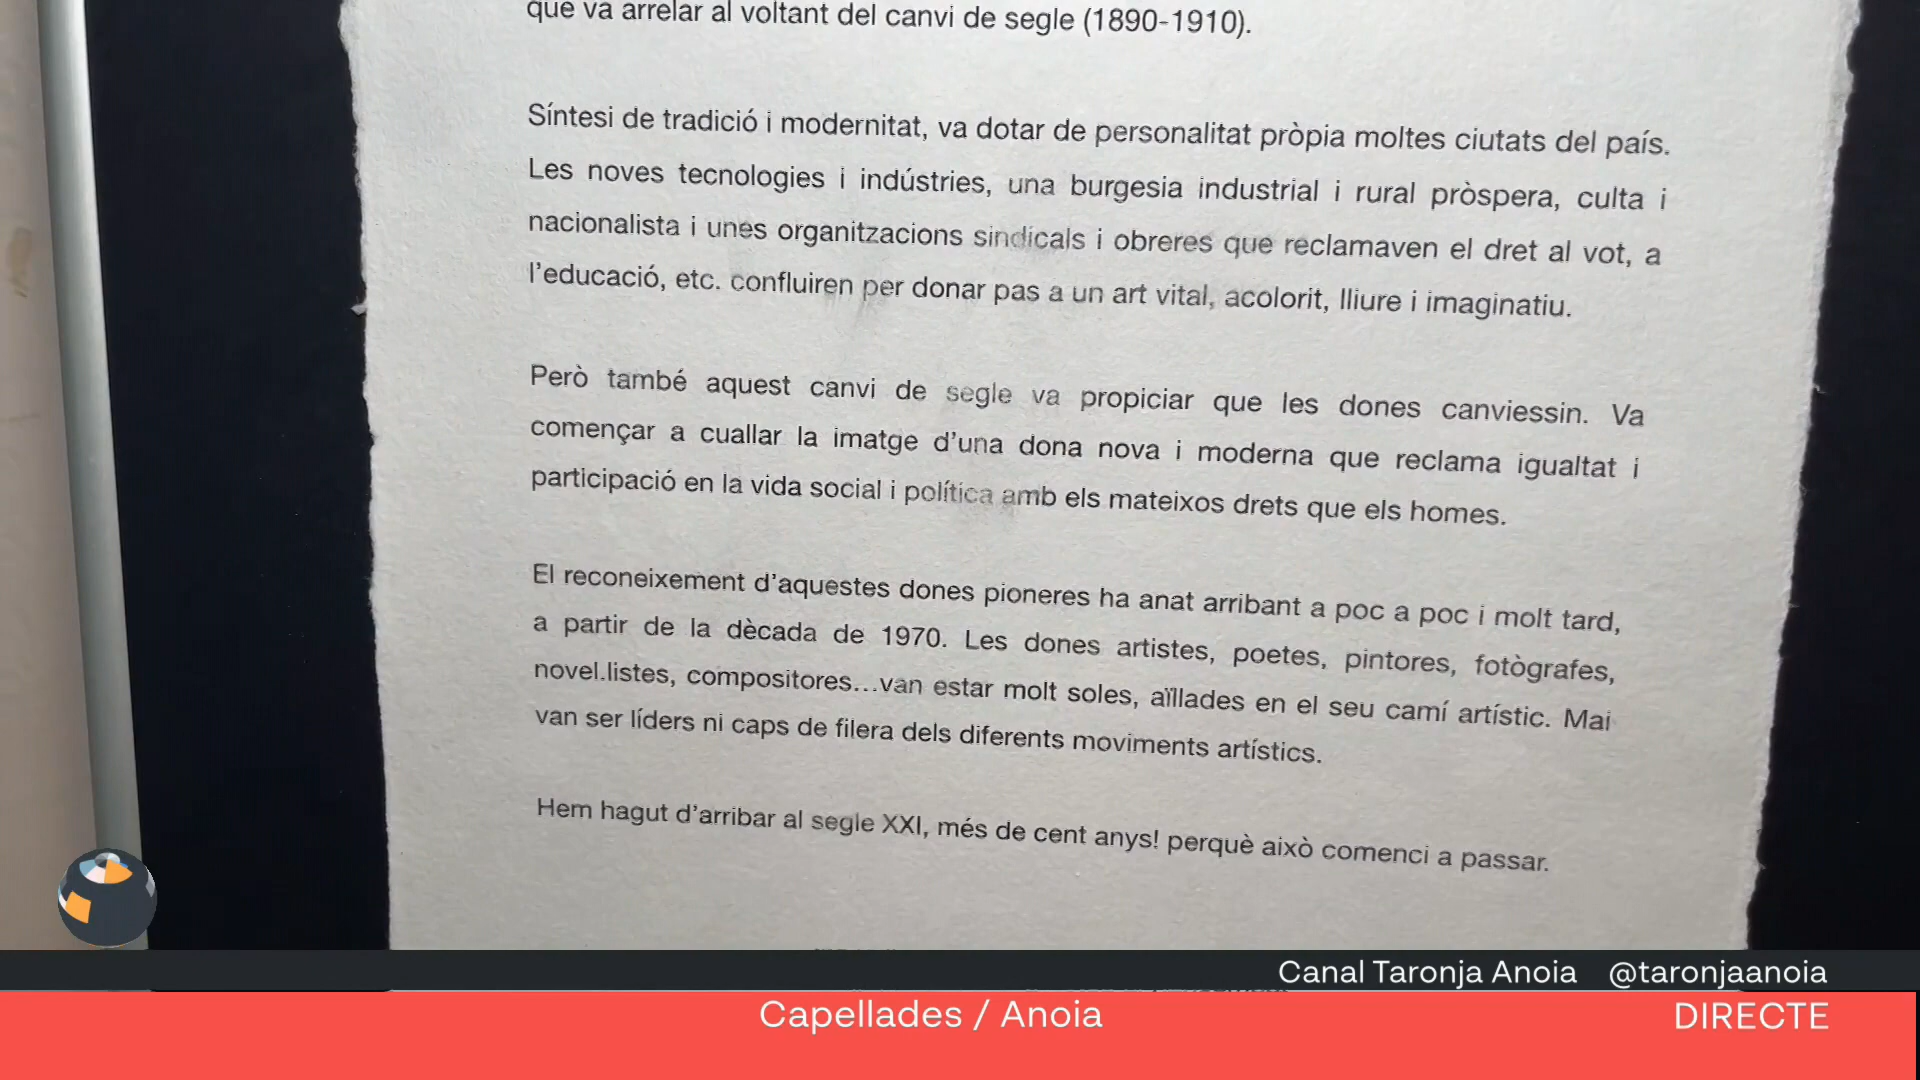 que va arrelar al voltant del canvi de segle (1890-1910).
Síntesi de tradició i modernitat, va dotar de personalitat pròpia moltes ciutats del país.
Les noves tecnologies i indústries, una burgesia industrial i rural pròspera, culta i
nacionalista i unes organitzacions sindicals i obreres que reclamaven el dret al vot, a
l'educació, etc. confluiren per donar pas a un art vital, acolorit, lliure i imaginatiu.
Però també aquest canvi de segle va propiciar que les dones canviessin. Va
començar a cuallar la imatge d'una dona nova i moderna que reclama igualtat i
participació en la vida social i política amb els mateixos drets que els homes.
El reconeixement d'aquestes dones pioneres ha anat arribant a poc a poc i molt tard,
a partir de la dècada de 1970. Les dones artistes, poetes, pintores, fotògrafes,
novel.listes, compositores...van estar molt soles, aïllades en el seu camí artístic. Mai
van ser líders ni caps de filera dels diferents moviments artístics.
Hem hagut d'arribar al segle XXI, més de cent anys! perquè això comenci a passar.
Canal Taronja Anoia @taronjaanoia
Capellades / Anoia
DIRECTE